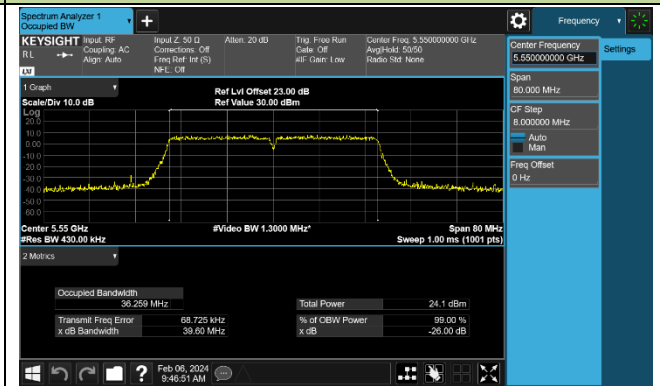 Spectrum Analyzer 1
Occupied BW
+
Frequency
KEYSIGHT
RL
Input: RF
Coupling: AC
Align: Auto
Input Z: 50 Ω
Corrections: Off
Freq Ref: Int (S)
NFE: Off
Atten: 20 dB
Trig: Free Run
Gate: Off
#IF Gain: Low
Center Freq: 5.550000000 GHz
Avg|Hold: 50/50
Radio Std: None
LXI
Center Frequency
5.550000000 GHz
Settings
Span
80.000 MHz
CF Step
8.000000 MHz
Auto
Man
Freq Offset
0 Hz
1 Graph
Scale/Div 10.0 dB
Ref Lvl Offset 23.00 dB
Ref Value 30.00 dBm
Log
20.0
10.0
0.00
-10.0
-20.0
-30.0
-40.0
-50.0
-60.0
Center 5.55 GHz
#Res BW 430.00 kHz
#Video BW 1.3000 MHz*
Span 80 MHz
Sweep 1.00 ms (1001 pts)
2 Metrics
Occupied Bandwidth
36.259 MHz
Total Power
24.1 dBm
Transmit Freq Error
68.725 kHz
% of OBW Power
99.00 %
x dB Bandwidth
39.60 MHz
x dB
-26.00 dB
?
Feb 06, 2024
9:46:51 AM